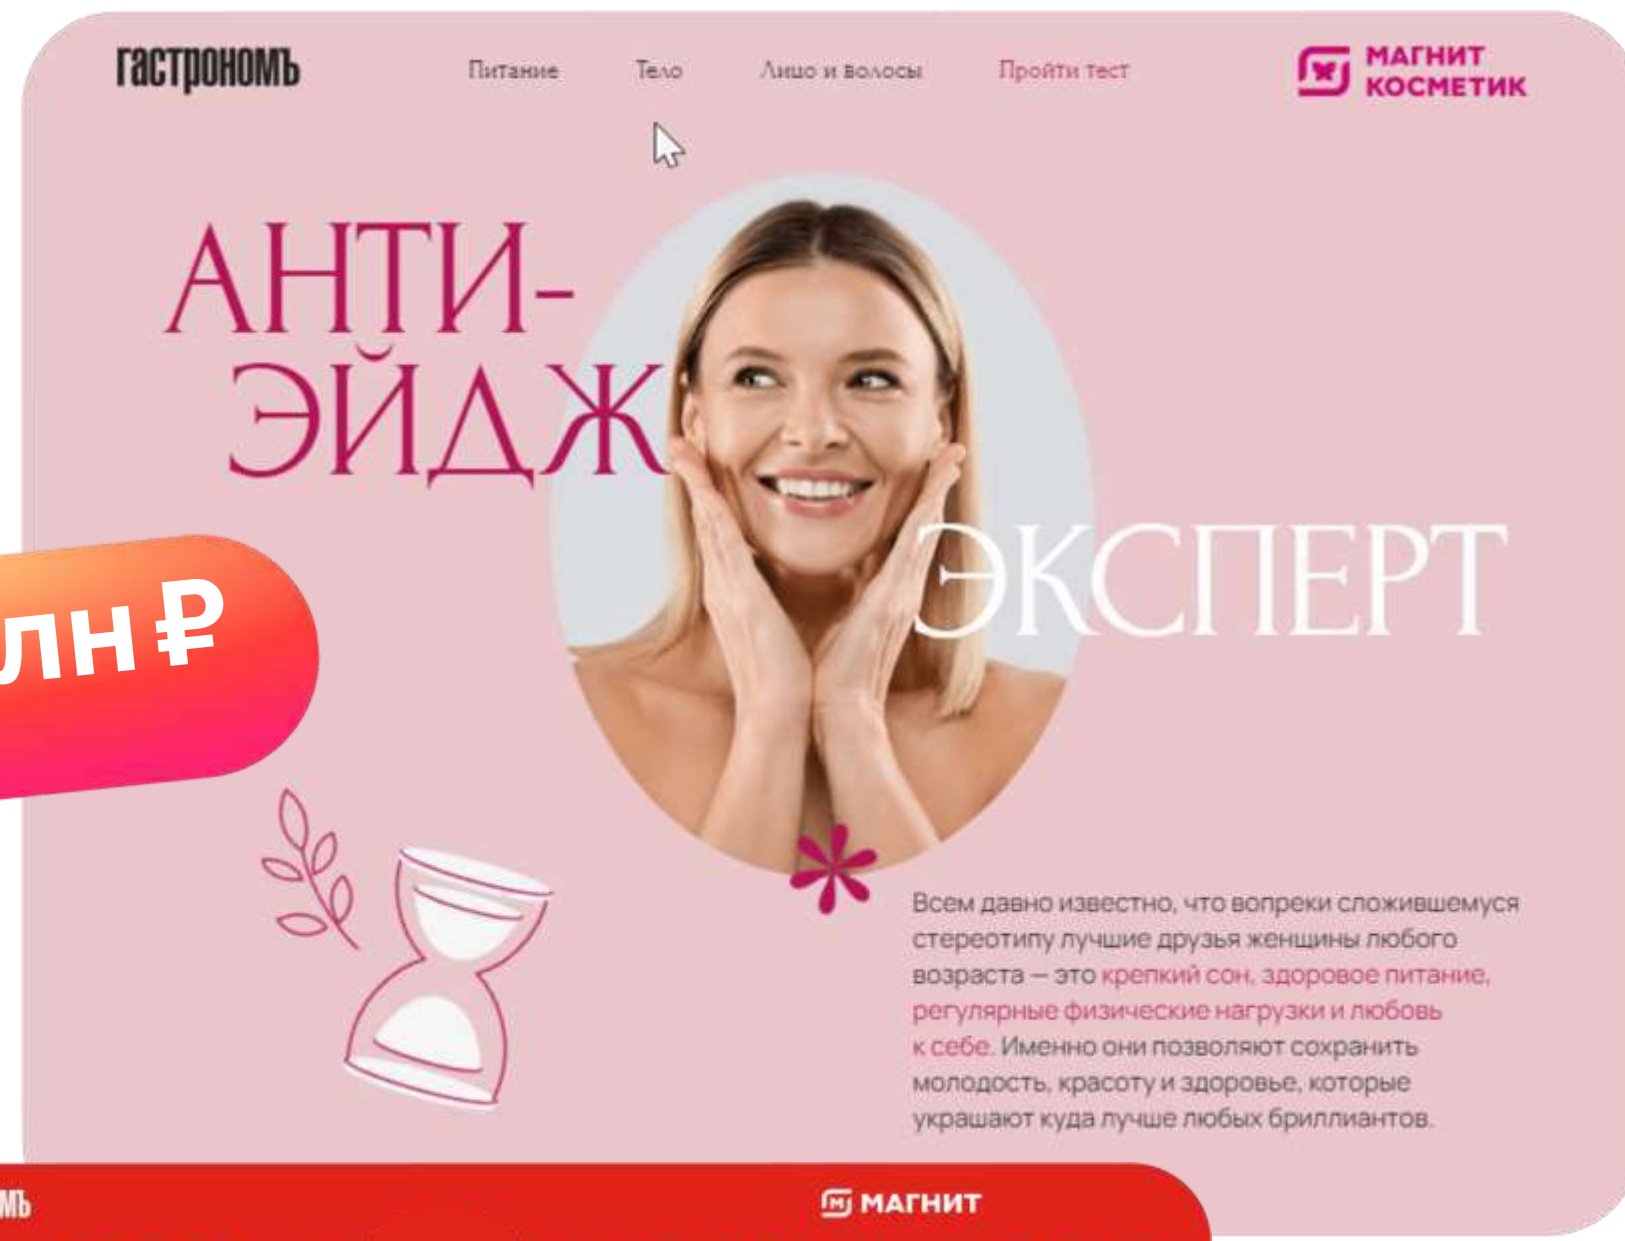 гастрономъ
Питание
Тело
Лицо и волосы
Пройти тест
МАГНИТ
КОСМЕТИК
АНТИ-
ЭЙДЖ
ЭКСПЕРТ
лн ₽
Всем давно известно, что вопреки сложившемуся
стереотипу лучшие друзья женщины любого
возраста — это крепкий сон, здоровое питание,
регулярные физические нагрузки и любовь
к себе. Именно они позволяют сохранить
молодость, красоту и здоровье, которые
украшают куда лучше любых бриллиантов.
мъ
МАГНИТ